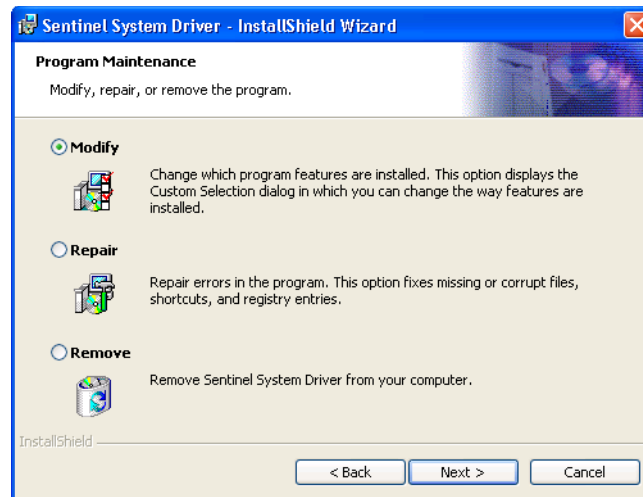 Sentinel System Driver - InstallShield Wizard
Program Maintenance
Modify, repair, or remove the program.
Modify
Change which program features are installed. This option displays the
Custom Selection dialog in which you can change the way features are
installed.
Repair
Repair errors in the program. This option fixes missing or corrupt files,
shortcuts, and registry entries.
Remove
Remove Sentinel System Driver from your computer.
InstallShield
< Back
Next >
Cancel